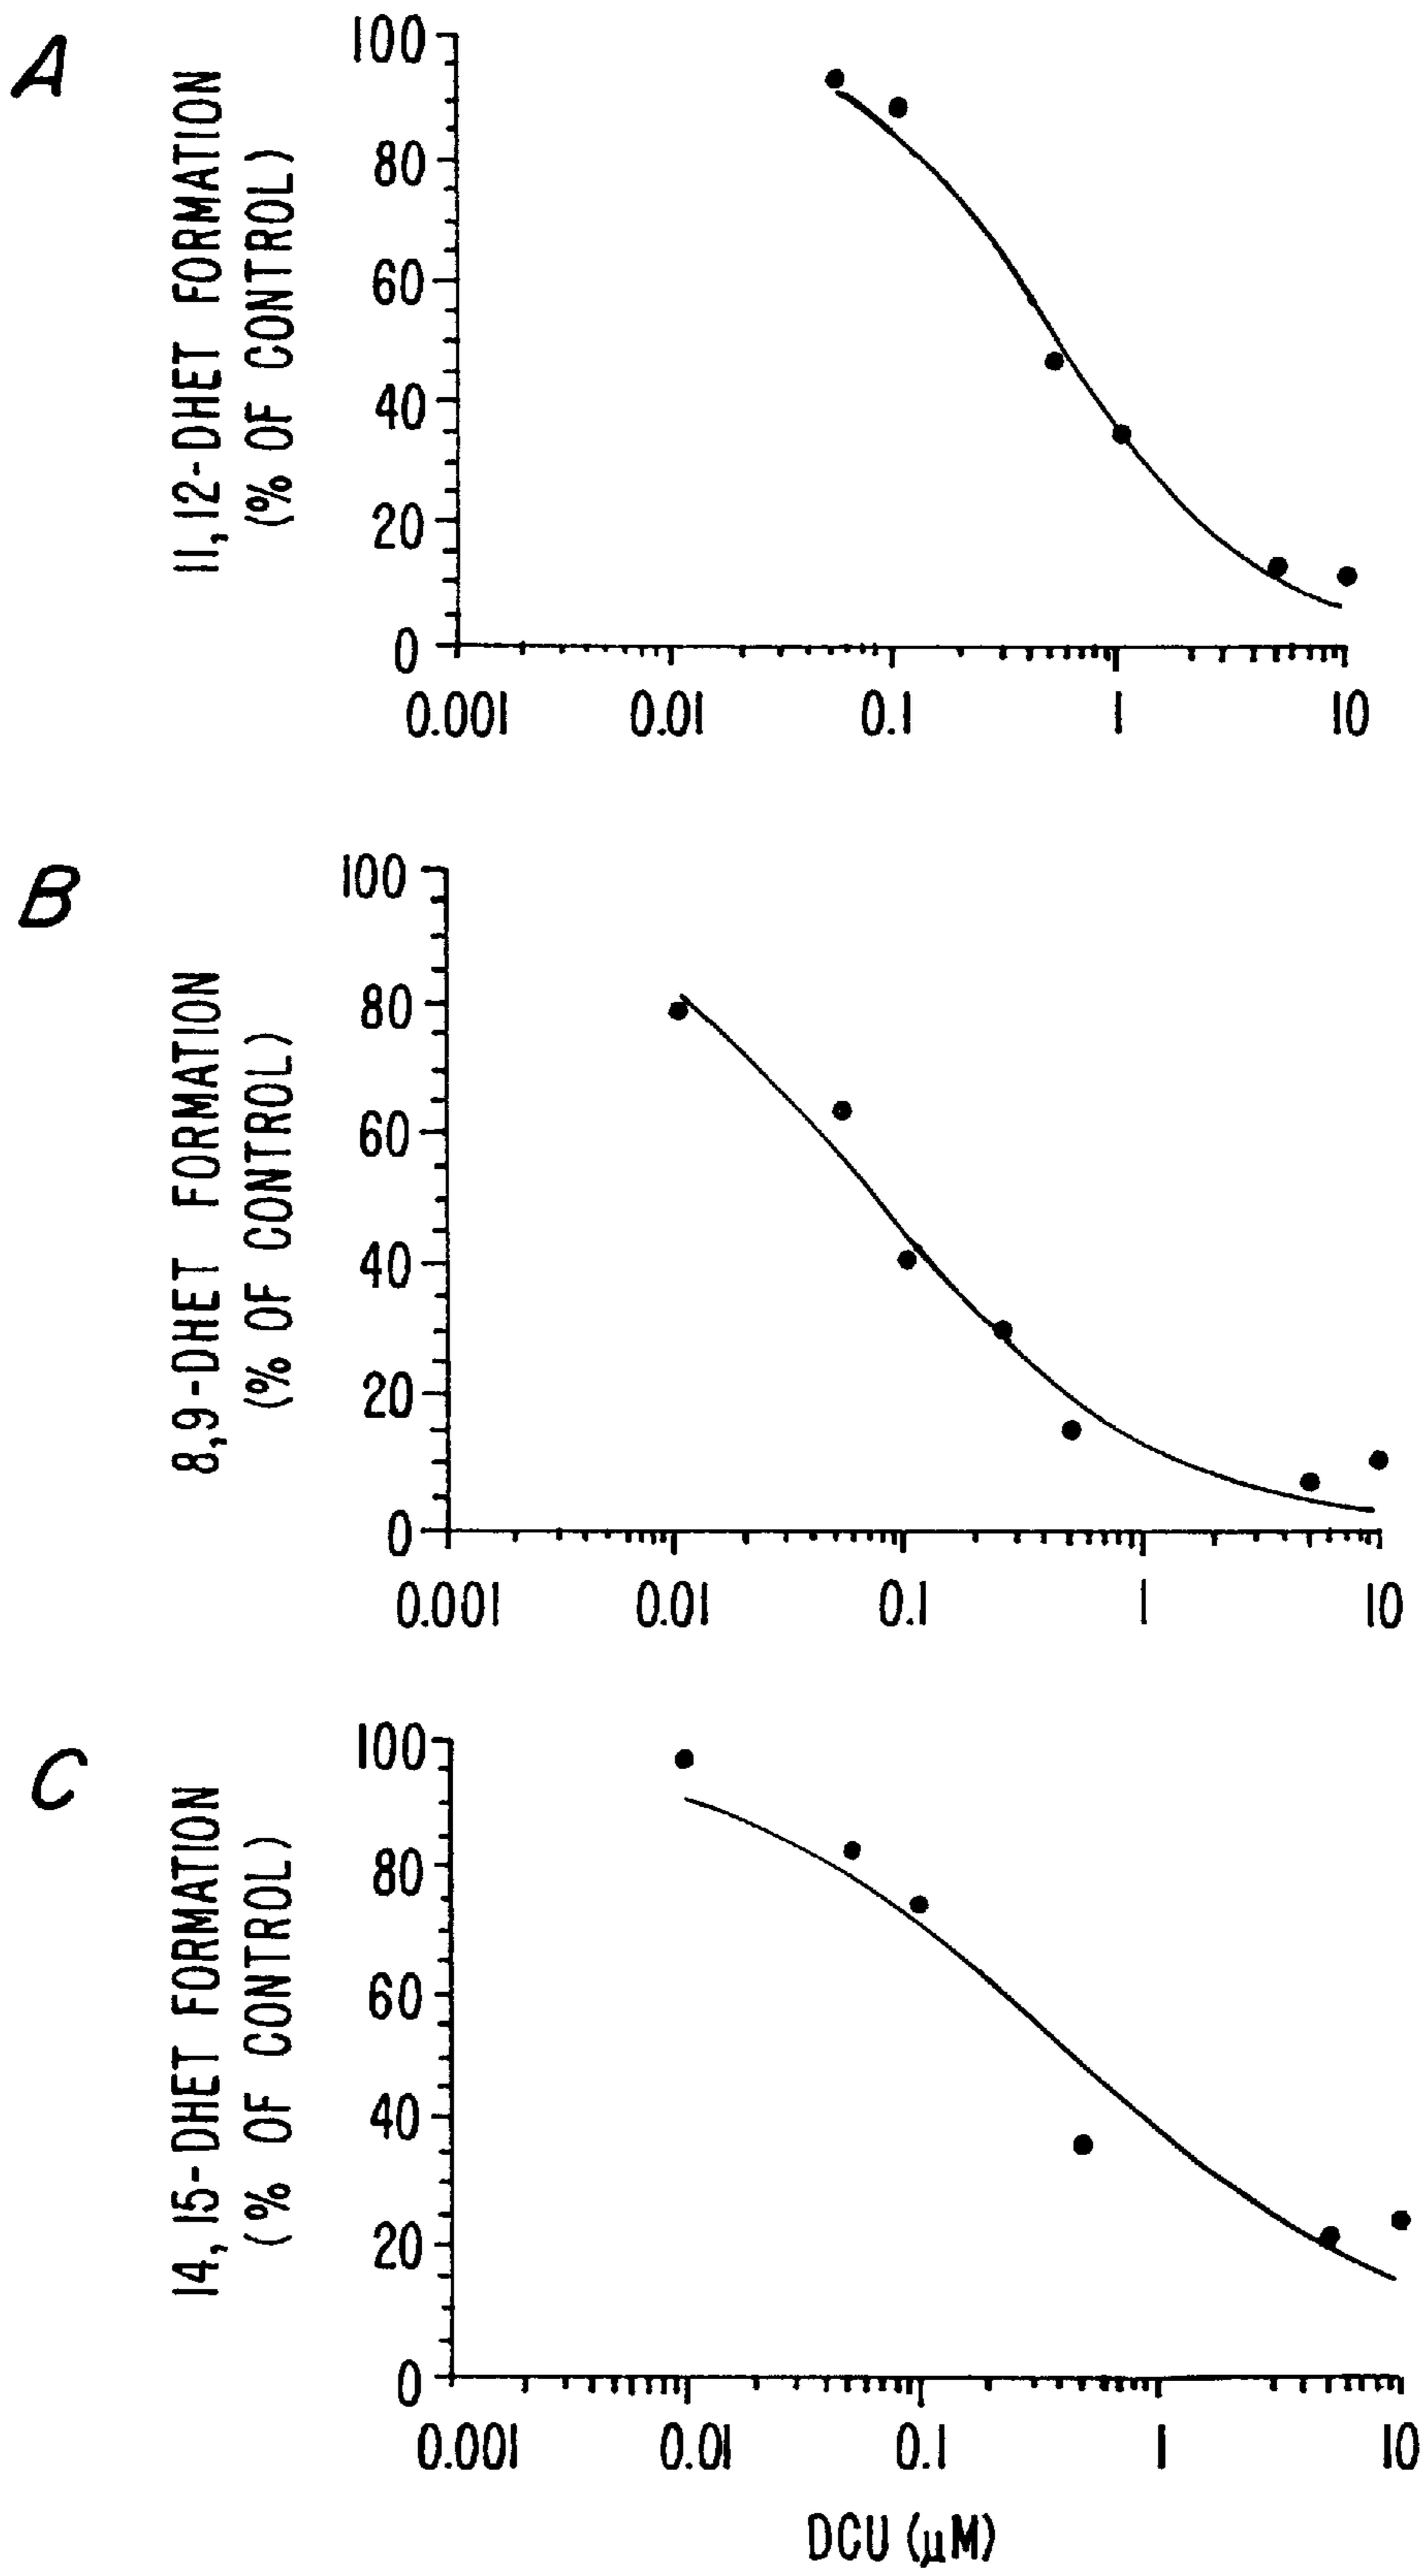 A
11,12-DHET FORMATION
(% OF CONTROL)
100
80
60
40
20
0
0.001 0.01 0.1 1 10
B
8,9-DHET FORMATION
(% OF CONTROL)
100
80
60
40
20
0
0.001 0.01 0.1 1 10
C
14,15-DHET FORMATION
(% OF CONTROL)
100
80
60
40
20
0
0.001 0.01 0.1 1 10
DCU (μM)